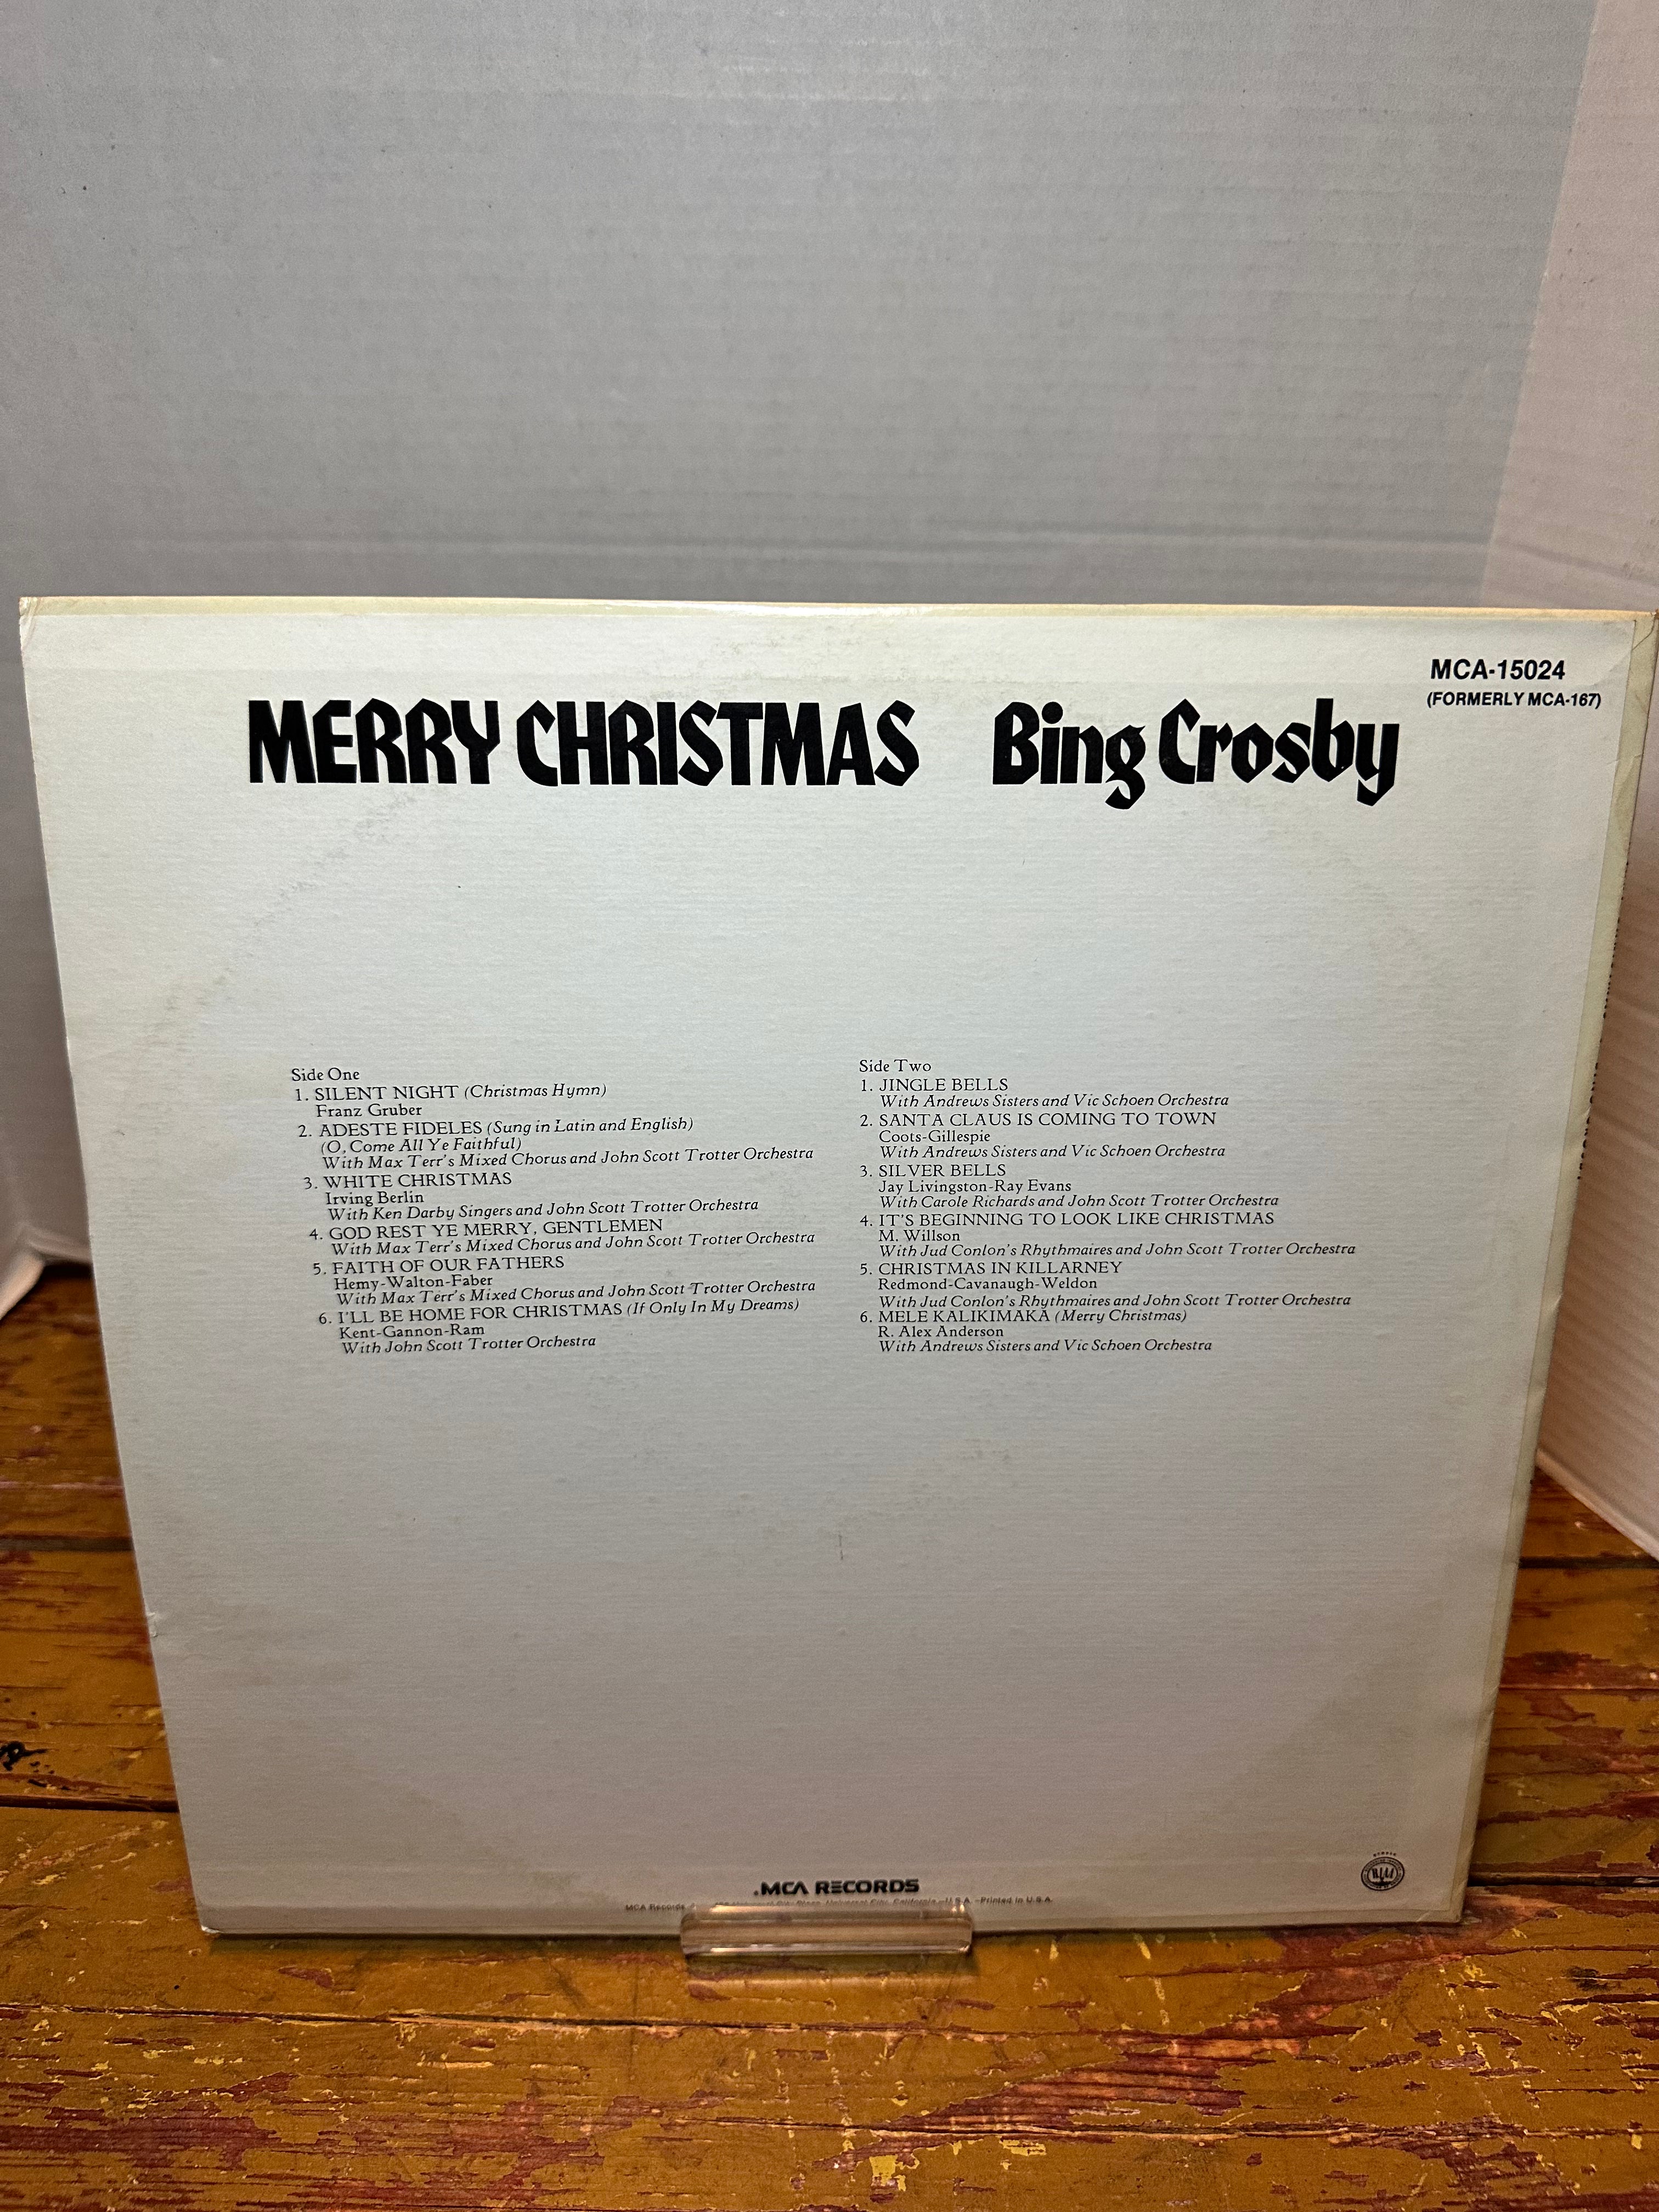 MCA-15024
(FORMERLY MCA-167)
MERRY CHRISTMAS Bing Crosby
Side One
1. SILENT NIGHT (Christmas Hymn)
Franz Gruber
2. ADESTE FIDELES (Sung in Latin and English)
(O, Come All Ye Faithful)
With Max Terr's Mixed Chorus and John Scott Trotter Orchestra
3. WHITE CHRISTMAS
Irving Berlin
With Ken Darby Singers and John Scott Trotter Orchestra
4. GOD REST YE MERRY, GENTLEMEN
With Max Terr's Mixed Chorus and John Scott Trotter Orchestra
5. FAITH OF OUR FATHERS
Hemy-Walton-Faber
With Max Terr's Mixed Chorus and John Scott Trotter Orchestra
6. I'LL BE HOME FOR CHRISTMAS (If Only In My Dreams)
Kent-Gannon-Ram
With John Scott Trotter Orchestra
Side Two
1. JINGLE BELLS
With Andrews Sisters and Vic Schoen Orchestra
2. SANTA CLAUS IS COMING TO TOWN
Coots-Gillespie
With Andrews Sisters and Vic Schoen Orchestra
3. SILVER BELLS
Jay Livingston-Ray Evans
With Carole Richards and John Scott Trotter Orchestra
4. IT'S BEGINNING TO LOOK LIKE CHRISTMAS
M. Willson
With Jud Conlon's Rhythmaires and John Scott Trotter Orchestra
5. CHRISTMAS IN KILLARNEY
Redmond-Cavanaugh-Weldon
With Jud Conlon's Rhythmaires and John Scott Trotter Orchestra
6. MELE KALIKIMAKA (Merry Christmas)
R. Alex Anderson
With Andrews Sisters and Vic Schoen Orchestra
RIAA
.MCA RECORDS
MCA Records City Plaza, Universal City, California -U.S.A. -Printed in U.S.A.